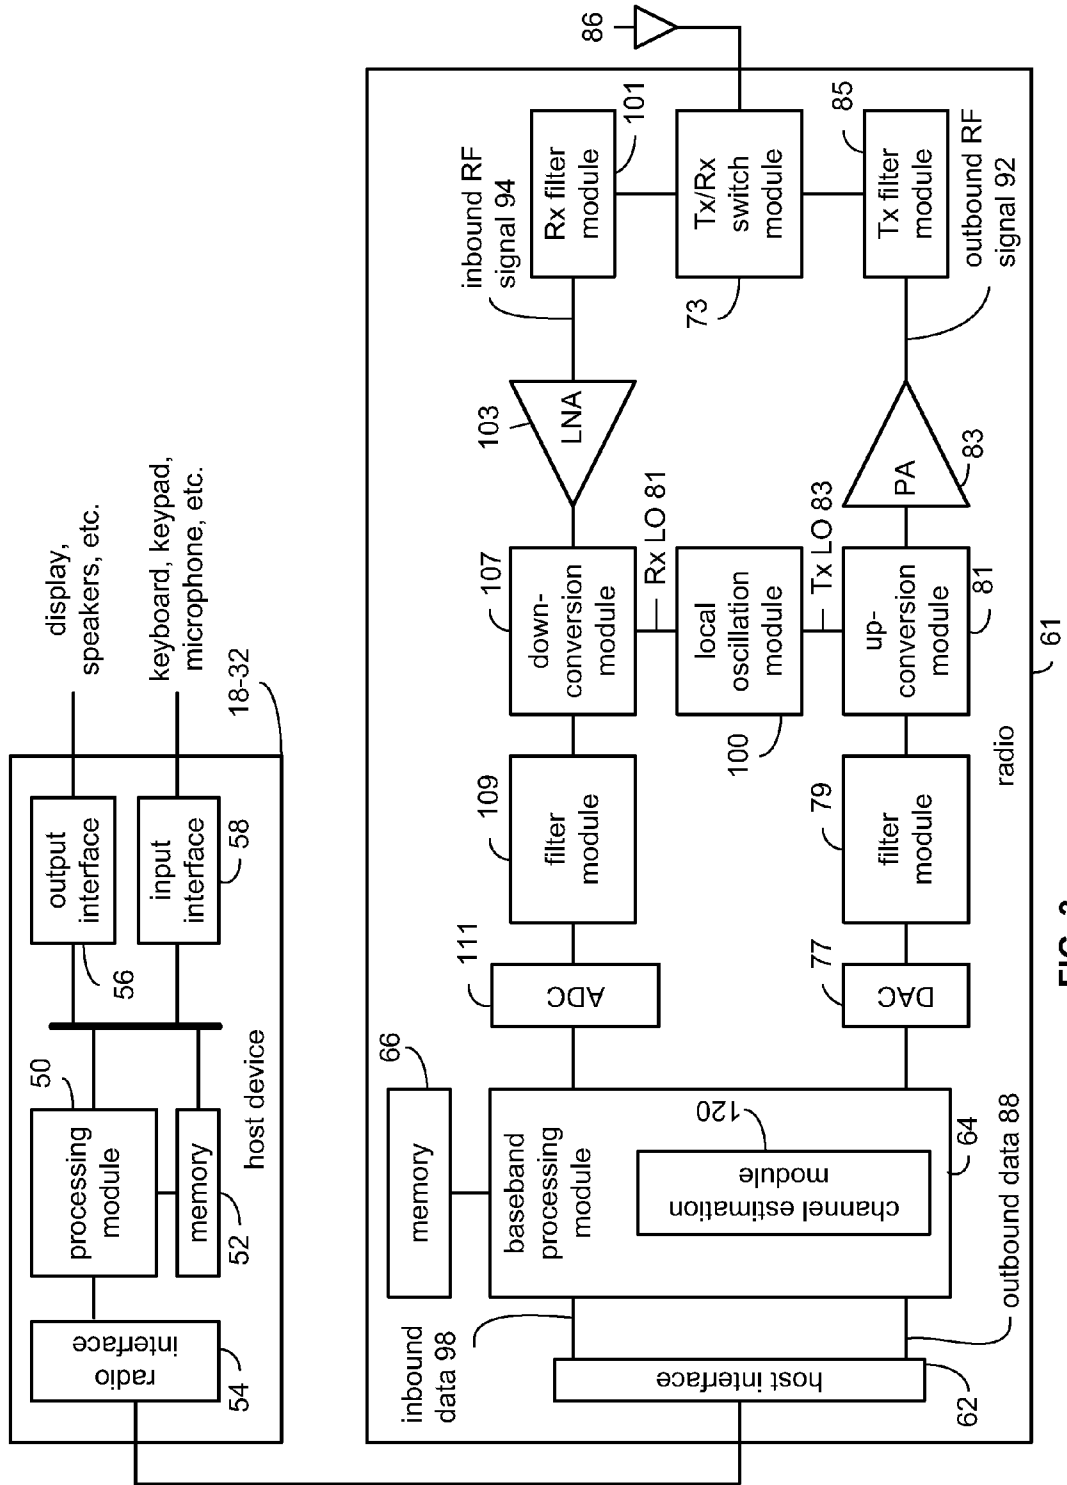 display,
speakers, etc.
keyboard, keypad,
microphone, etc.
18-32
output
interface
56
input
interface
58
50
processing
module
memory
52
host device
radio
interface
54
86
inbound RF
signal 94
Rx filter
module
101
Tx/Rx
switch
module
73
85
Tx filter
module
outbound RF
signal 92
103
LNA
PA
83
107
down-
conversion
module
Rx LO 81
local
oscillation
module
100
Tx LO 83
up-
conversion
module
81
61
radio
109
filter
module
79
filter
module
111
ADC
77
DAC
66
memory
baseband
processing
module
120
channel estimation
module
64
inbound
data 98
outbound data 88
host interface
62